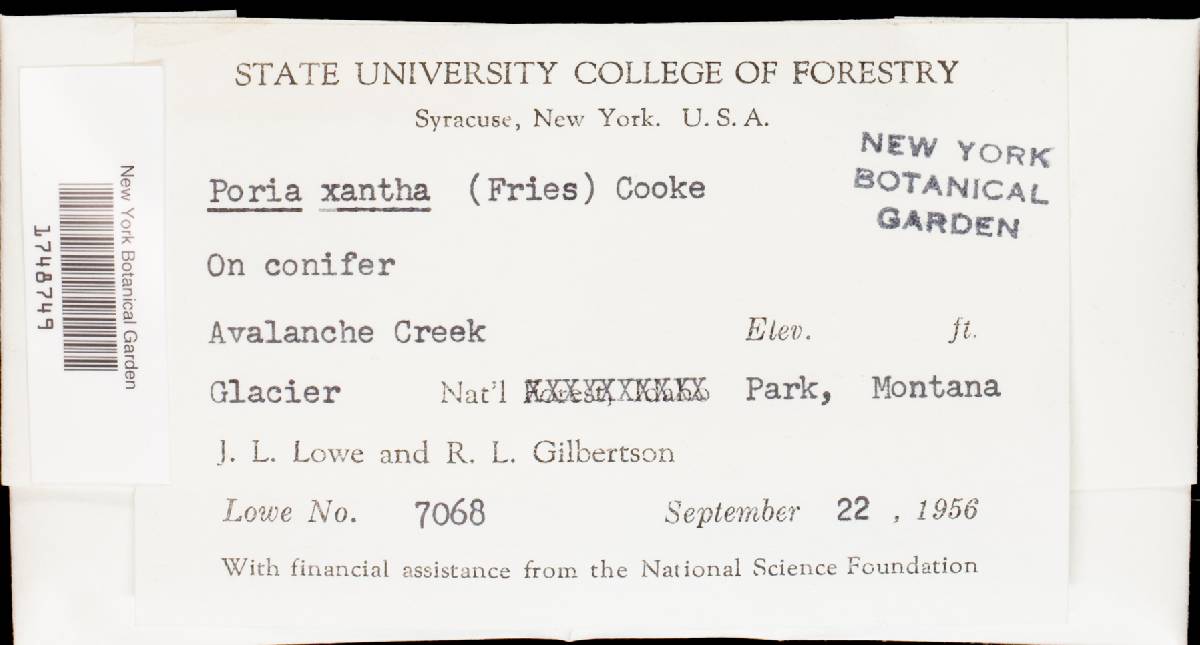 STATE UNIVERSITY COLLEGE OF FORESTRY
Syracuse, New York. U. S. A.
NEW YORK
BOTANICAL
GARDEN
Poria xantha (Fries) Cooke
On conifer
Avalanche Creek Elev. ft.
Glacier Nat'l Forest, Idaho Park, Montana
J. L. Lowe and R. L. Gilbertson
Lowe No. 7068 September 22 , 1956
With financial assistance from the National Science Foundation
New York Botanical Garden
1748749